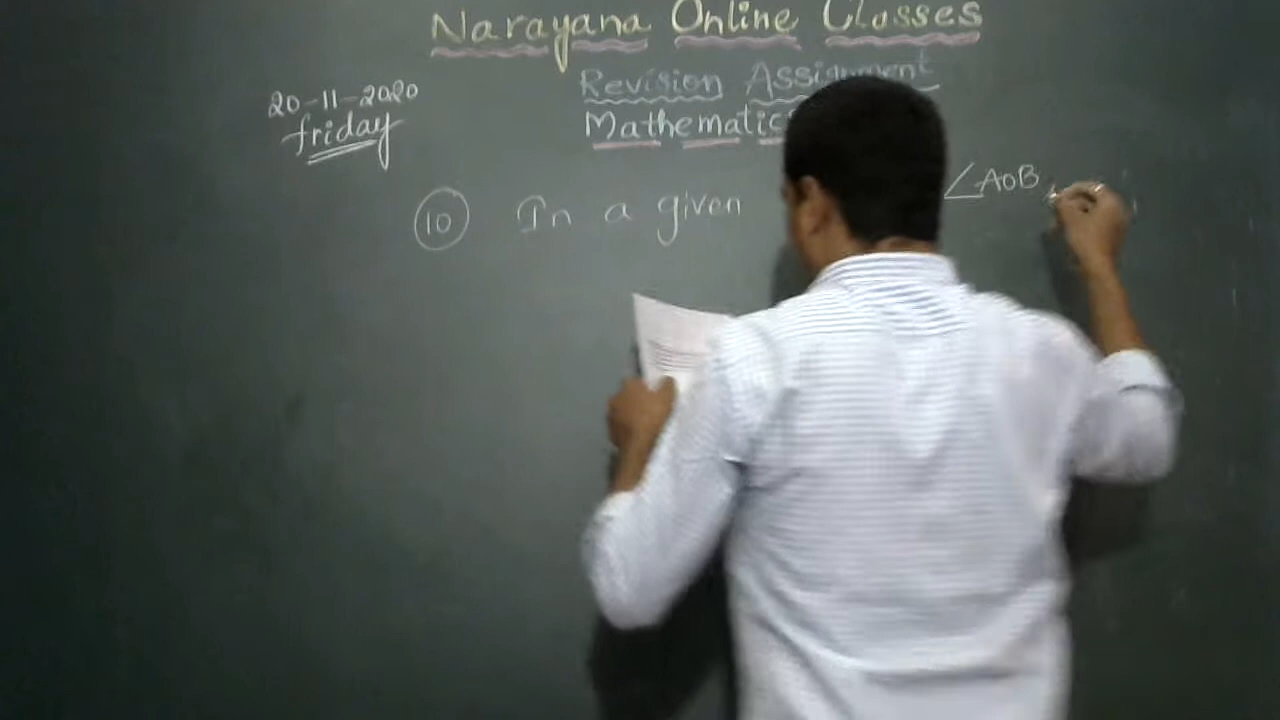 Narayana Online Classes
Revision Assignment
20-11-2020
friday
Mathematics
10 In a given ∠AOB